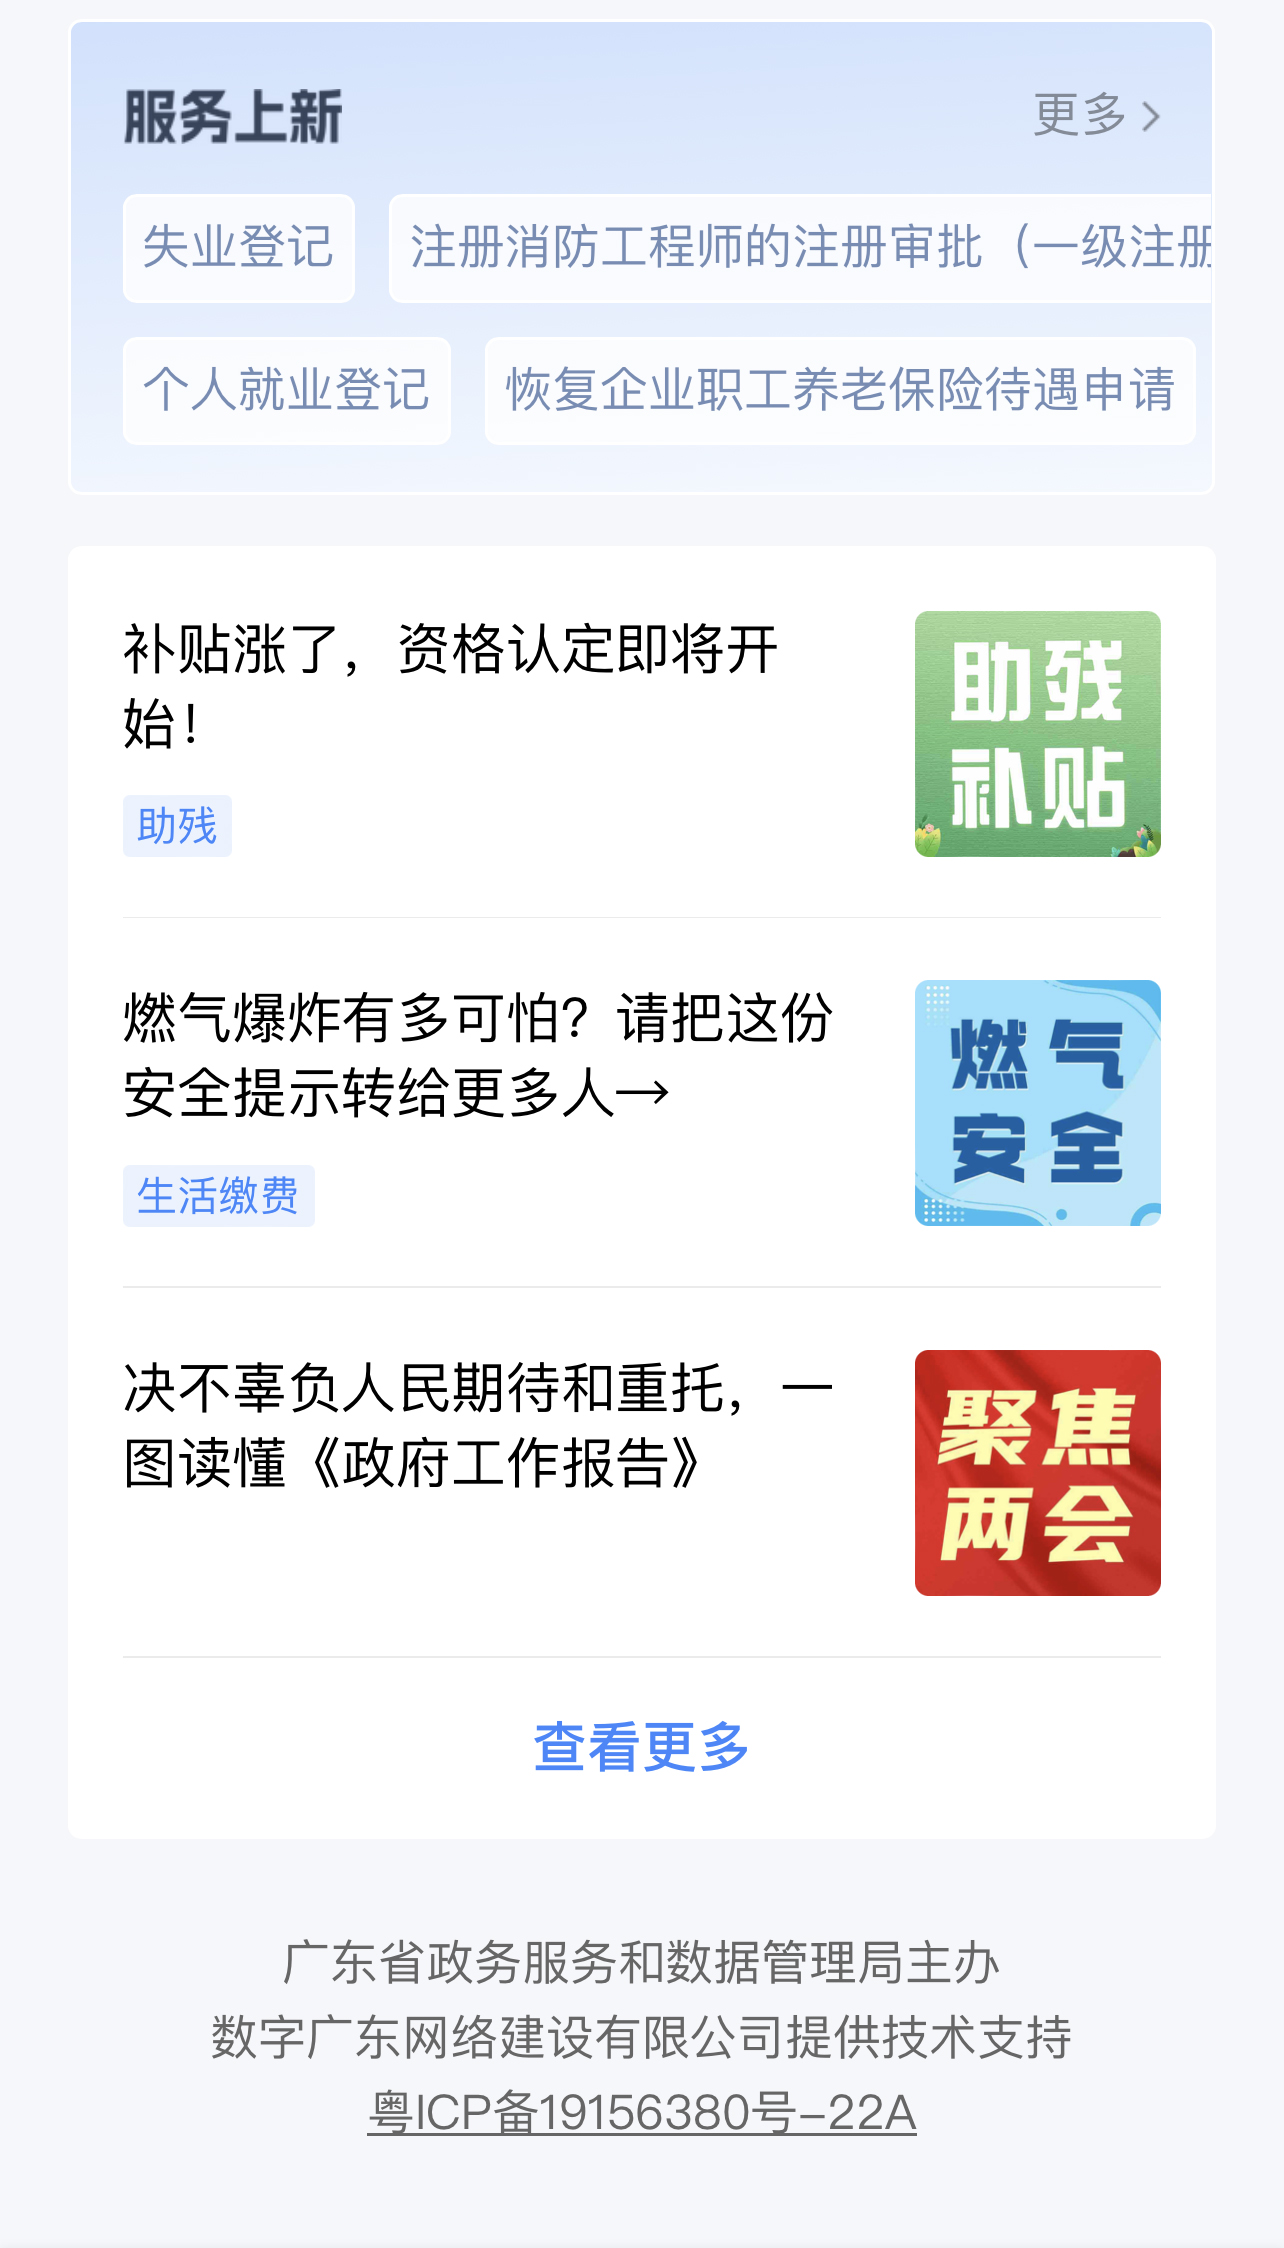 服务上新
更多
失业登记
注册消防工程师的注册审批（一级注册
个人就业登记
恢复企业职工养老保险待遇申请
补贴涨了，资格认定即将开
始！
助残
助残
补贴
燃气爆炸有多可怕？请把这份
安全提示转给更多人→
生活缴费
燃气
安全
决不辜负人民期待和重托，一
图读懂《政府工作报告》
聚焦
两会
查看更多
广东省政务服务和数据管理局主办
数字广东网络建设有限公司提供技术支持
粤ICP备19156380号-22A